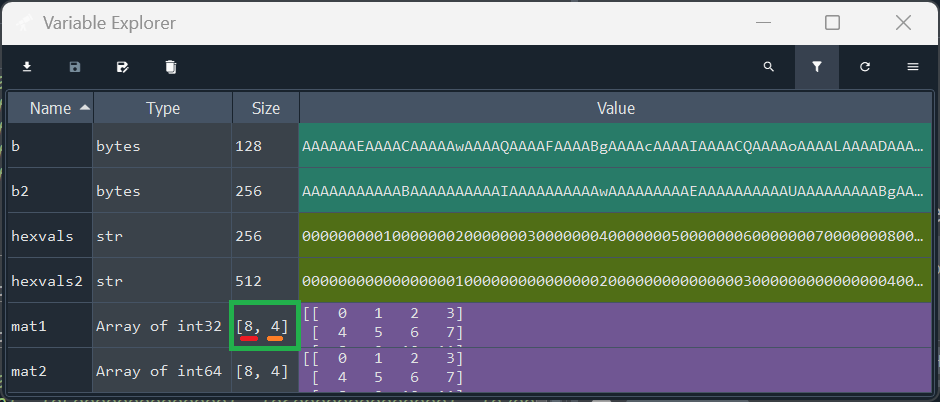 Variable Explorer
Name Type Size Value
b bytes 128 AAAAAAEAAAACAAAAAwAAAAQAAAAFAAAABgAAAAcAAAAIAAAACQAAAAoAAAALAAAADAAA…
b2 bytes 256 AAAAAAAAAAABAAAAAAAAAAIAAAAAAAAAAwAAAAAAAAAEAAAAAAAAAAUAAAAAAAAABgAA…
hexvals str 256 00000000010000000200000003000000040000000500000006000000070000000800…
hexvals2 str 512 00000000000000000100000000000000020000000000000003000000000000000400…
mat1 Array of int32 [8, 4] [[ 0 1 2 3]
[ 4 5 6 7]
mat2 Array of int64 [8, 4] [[ 0 1 2 3]
[ 4 5 6 7]